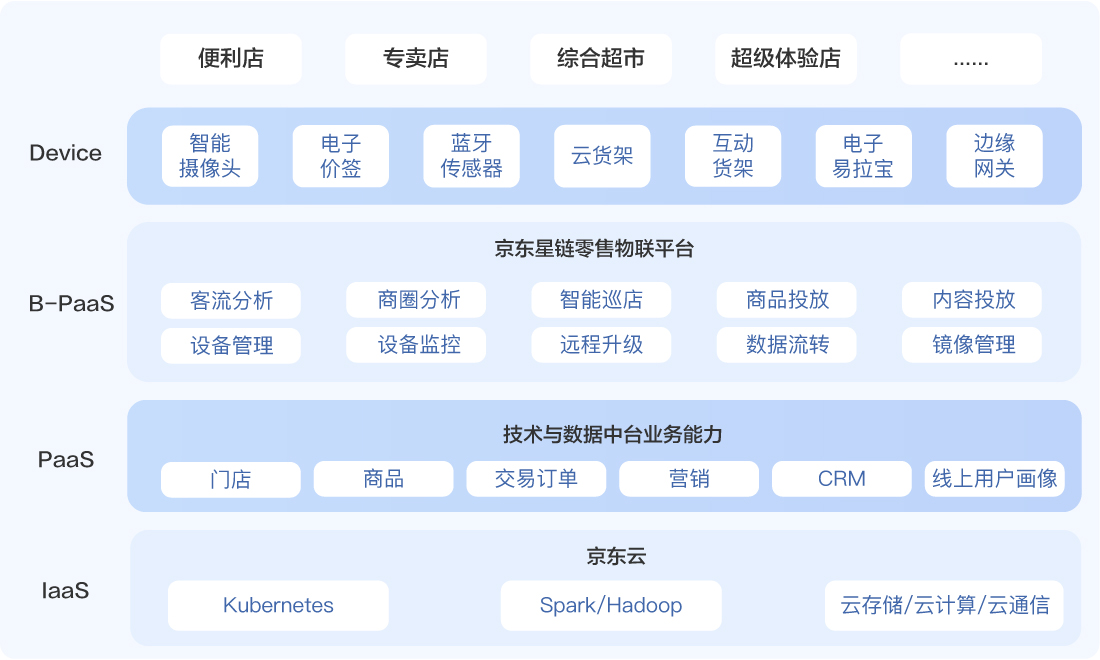 便利店
专卖店
综合超市
超级体验店
......
Device
智能
摄像头
电子
价签
蓝牙
传感器
云货架
互动
货架
电子
易拉宝
边缘
网关
京东星链零售物联平台
B-PaaS
客流分析
商圈分析
智能巡店
商品投放
内容投放
设备管理
设备监控
远程升级
数据流转
镜像管理
技术与数据中台业务能力
PaaS
门店
商品
交易订单
营销
CRM
线上用户画像
京东云
IaaS
Kubernetes
Spark/Hadoop
云存储/云计算/云通信